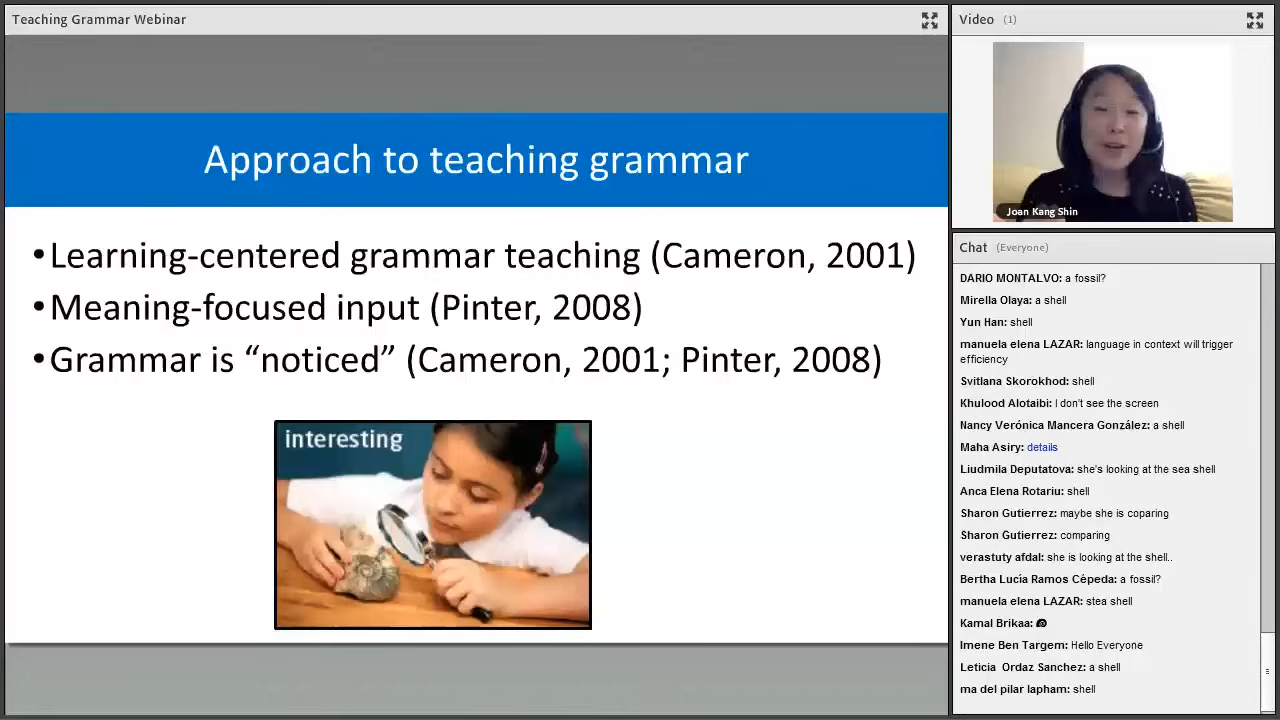 Teaching Grammar Webinar
Approach to teaching grammar
•Learning-centered grammar teaching (Cameron, 2001)
•Meaning-focused input (Pinter, 2008)
•Grammar is “noticed” (Cameron, 2001; Pinter, 2008)
interesting
Video (1)
Joan Kang Shin
Chat (Everyone)
DARIO MONTALVO: a fossil?
Mirella Olaya: a shell
Yun Han: shell
manuela elena LAZAR: language in context will trigger
efficiency
Svitlana Skorokhod: shell
Khulood Alotaibi: I don't see the screen
Nancy Verónica Mancera González: a shell
Maha Asiry: details
Liudmila Deputatova: she's looking at the sea shell
Anca Elena Rotariu: shell
Sharon Gutierrez: maybe she is coparing
Sharon Gutierrez: comparing
verastuty afdal: she is looking at the shell..
Bertha Lucía Ramos Cépeda: a fossil?
manuela elena LAZAR: stea shell
Kamal Brikaa:
Imene Ben Targem: Hello Everyone
Leticia Ordaz Sanchez: a shell
ma del pilar lapham: shell